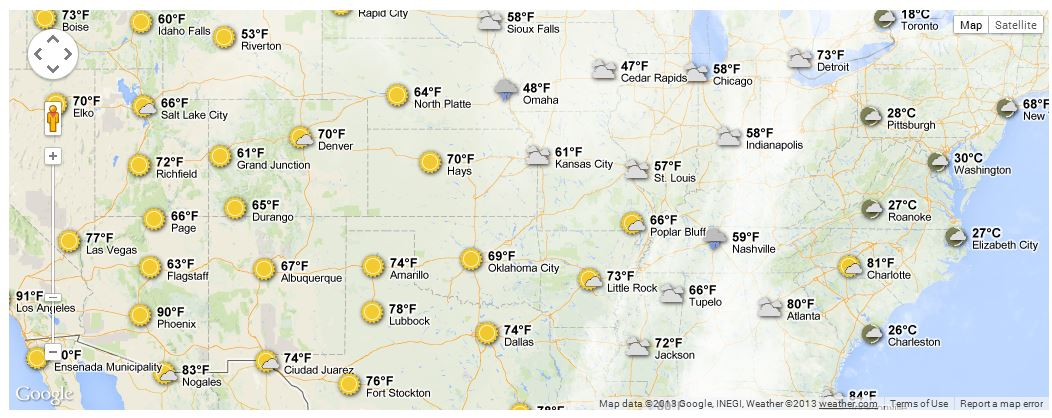 73°F
Boise
60°F
Idaho Falls
53°F
Riverton
Rapid City
58°F
Sioux Falls
18°C
Toronto
Map
Satellite
73°F
Detroit
47°F
Cedar Rapids
58°F
Chicago
70°F
Elko
66°F
Salt Lake City
64°F
North Platte
48°F
Omaha
28°C
Pittsburgh
68°F
New
70°F
Denver
58°F
Indianapolis
72°F
Richfield
61°F
Grand Junction
70°F
Hays
61°F
Kansas City
57°F
St. Louis
30°C
Washington
66°F
Page
65°F
Durango
66°F
Poplar Bluff
27°C
Roanoke
77°F
Las Vegas
59°F
Nashville
27°C
Elizabeth City
63°F
Flagstaff
67°F
Albuquerque
74°F
Amarillo
69°F
Oklahoma City
73°F
Little Rock
81°F
Charlotte
91°F
Los Angeles
90°F
Phoenix
78°F
Lubbock
66°F
Tupelo
80°F
Atlanta
74°F
Dallas
72°F
Jackson
26°C
Charleston
0°F
Ensenada Municipality
83°F
Nogales
74°F
Ciudad Juarez
76°F
Fort Stockton
84°F
78°F
Google
Map data ©2013 Google, INEGI, Weather ©2013 weather.com
Terms of Use
Report a map error